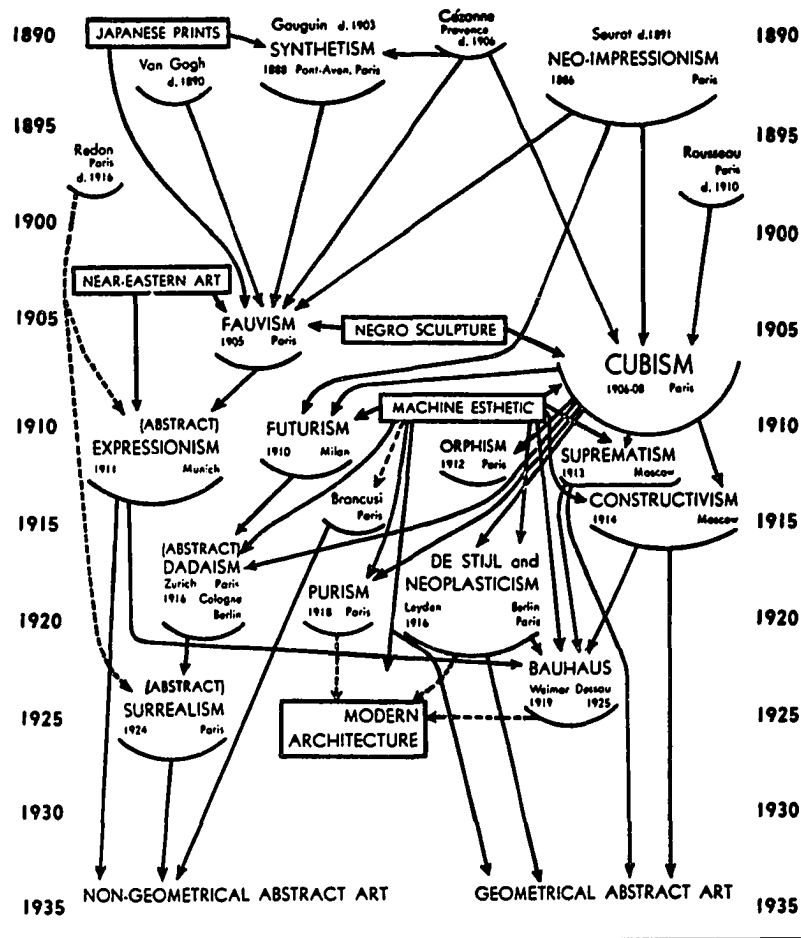 1890
JAPANESE PRINTS
Gauguin d. 1903
SYNTHETISM
1888 Pont-Aven, Paris
Cézanne
Provence
d. 1906
Seurat d. 1891
NEO-IMPRESSIONISM
1886 Paris
1890
Van Gogh
d. 1890
1895
1895
Redon
Paris
d. 1916
Rousseau
Paris
d. 1910
1900
1900
NEAR-EASTERN ART
1905
FAUVISM
1905 Paris
NEGRO SCULPTURE
1905
CUBISM
1906-08 Paris
1910
(ABSTRACT)
EXPRESSIONISM
1911 Munich
FUTURISM
1910 Milan
MACHINE ESTHETIC
ORPHISM
1912 Paris
1910
SUPREMATISM
1913 Moscow
Brancusi
Paris
CONSTRUCTIVISM
1914 Moscow
1915
1915
(ABSTRACT)
DADAISM
Zurich Paris
1916 Cologne
Berlin
PURISM
1918 Paris
DE STIJL and
NEOPLASTICISM
Leyden Berlin
1916 Paris
1920
1920
BAUHAUS
Weimar Dessau
1919 1925
(ABSTRACT)
SURREALISM
1924 Paris
1925
MODERN
ARCHITECTURE
1925
1930
1930
1935
NON-GEOMETRICAL ABSTRACT ART
GEOMETRICAL ABSTRACT ART
1935